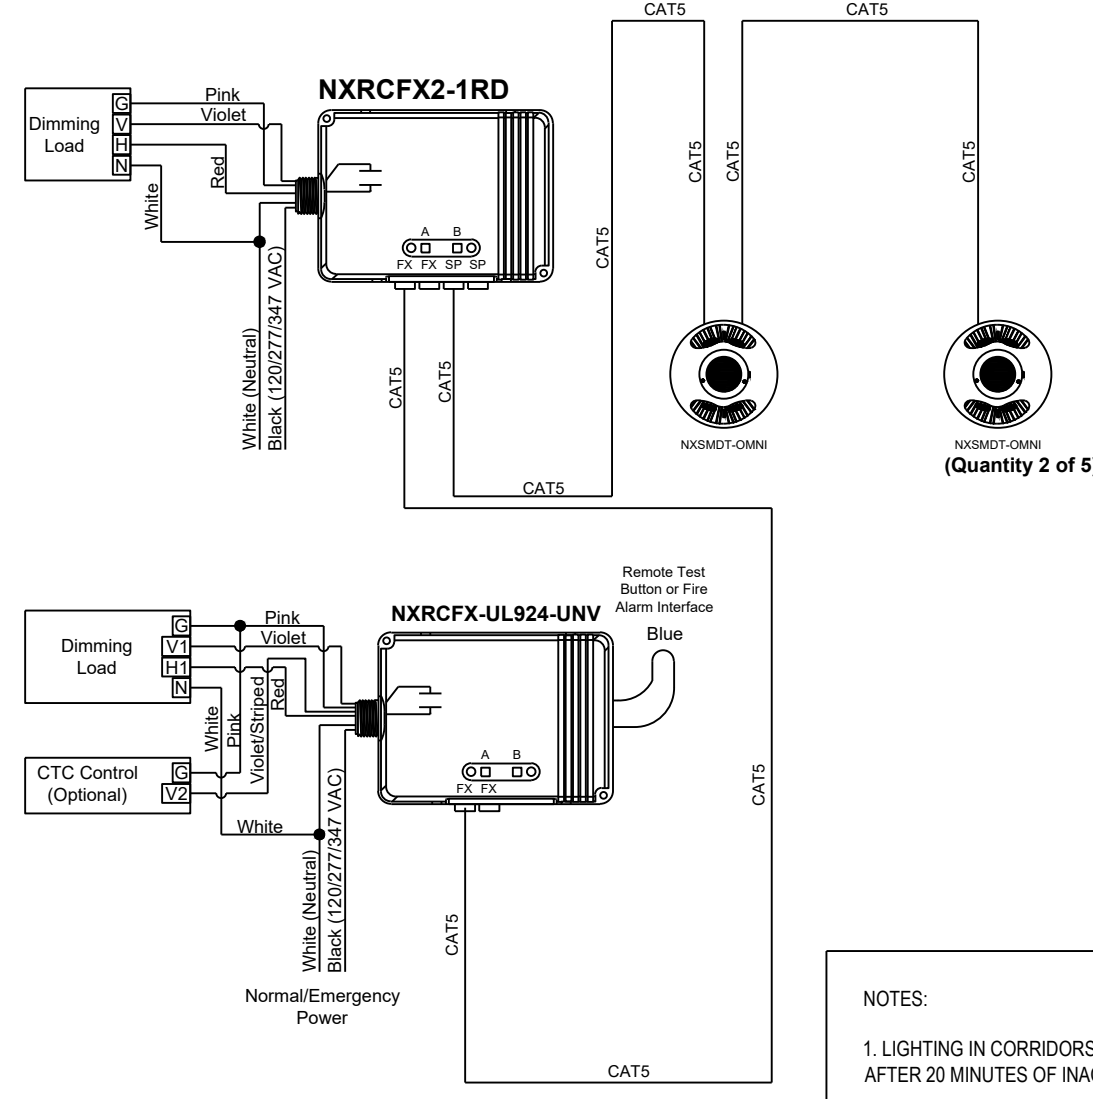 CAT5
CAT5
NXRCFX2-1RD
Pink
Violet
Dimming
Load
G
V
H
N
Red
White
CAT5
CAT5
CAT5
CAT5
A B
FX FX SP SP
White (Neutral)
Black (120/277/347 VAC)
CAT5
CAT5
NXSMDT-OMNI
NXSMDT-OMNI
(Quantity 2 of 5)
CAT5
Remote Test
Button or Fire
Alarm Interface
Blue
NXRCFX-UL924-UNV
Pink
Violet
Dimming
Load
G
V1
H1
N
White
Pink
Violet/Striped
Red
A B
FX FX
CTC Control
(Optional)
G
V2
White
White (Neutral)
Black (120/277/347 VAC)
CAT5
CAT5
Normal/Emergency
Power
CAT5
NOTES:
1. LIGHTING IN CORRIDORS
AFTER 20 MINUTES OF INAC